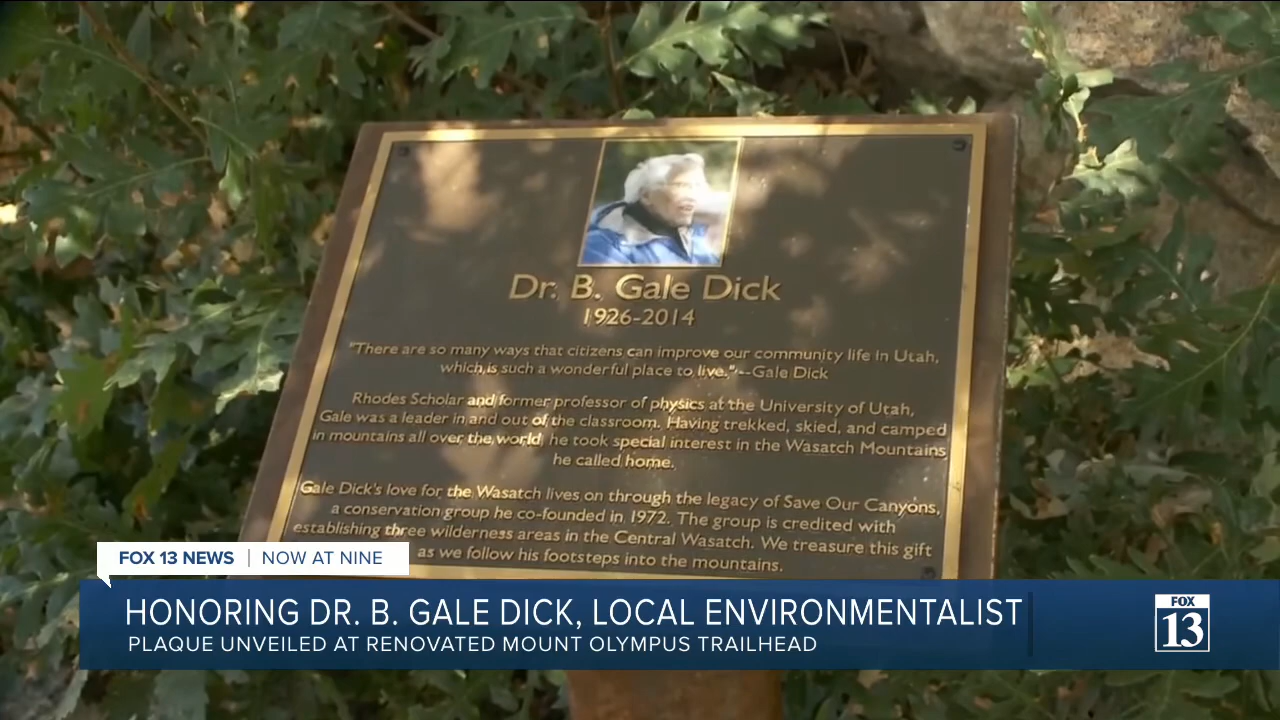 Dr. B. Gale Dick
1926-2014
"There are so many ways that citizens can improve our community life in Utah,
which is such a wonderful place to live."--Gale Dick
Rhodes Scholar and former professor of physics at the University of Utah,
Gale was a leader in and out of the classroom. Having trekked, skied, and camped
in mountains all over the world, he took special interest in the Wasatch Mountains
he called home.
Gale Dick's love for the Wasatch lives on through the legacy of Save Our Canyons,
a conservation group he co-founded in 1972. The group is credited with
establishing three wilderness areas in the Central Wasatch. We treasure this gift
as we follow his footsteps into the mountains.
FOX 13 NEWS | NOW AT NINE
HONORING DR. B. GALE DICK, LOCAL ENVIRONMENTALIST
PLAQUE UNVEILED AT RENOVATED MOUNT OLYMPUS TRAILHEAD
FOX
13